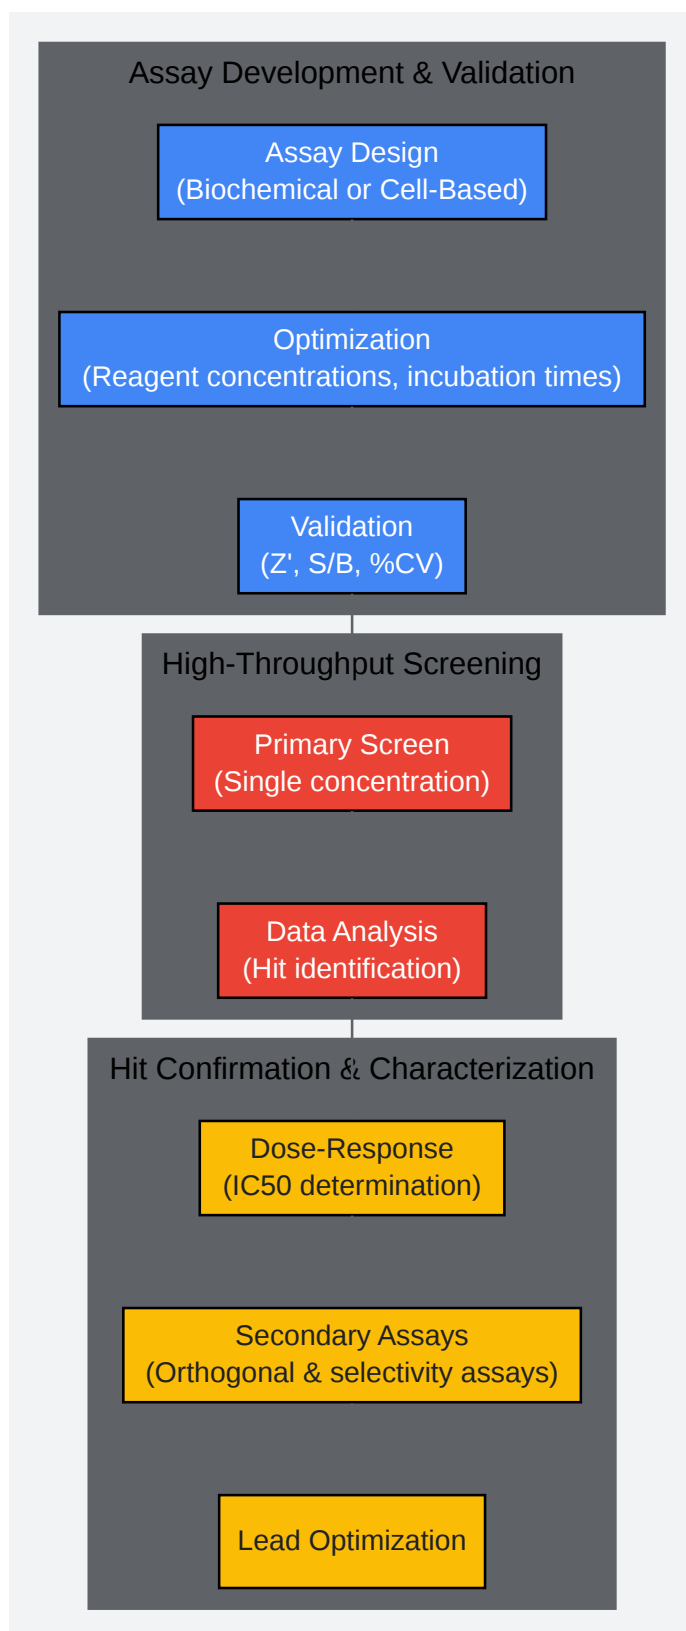 Assay Development & Validation
Assay Design
(Biochemical or Cell-Based)
Optimization
(Reagent concentrations, incubation times)
Validation
(Z', S/B, %CV)
High-Throughput Screening
Primary Screen
(Single concentration)
Data Analysis
(Hit identification)
Hit Confirmation & Characterization
Dose-Response
(IC50 determination)
Secondary Assays
(Orthogonal & selectivity assays)
Lead Optimization